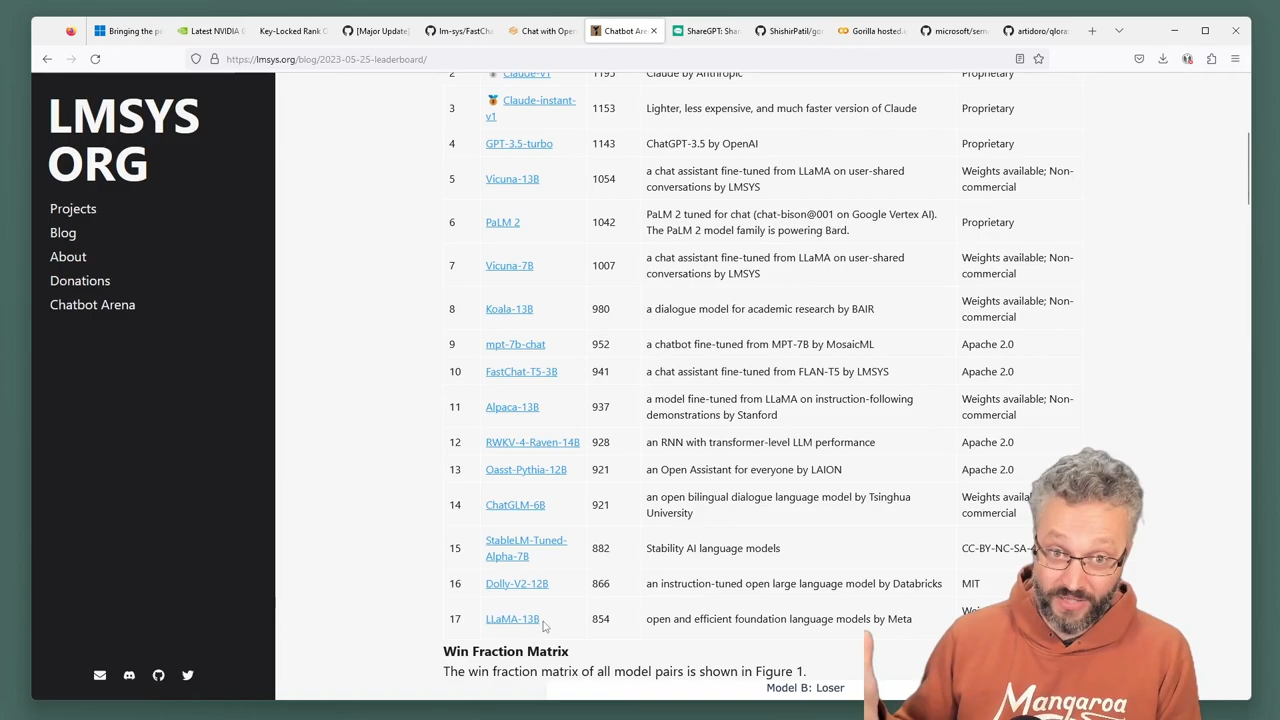 Bringing the p
Latest NVIDIA G
Key-Locked Rank O
[Major Update]
lm-sys/FastCh
Chat with Open
Chatbot Are
ShareGPT: Shar
ShishirPatil/go
Gorilla hosted.i
microsoft/sem
artidoro/qlora
https://lmsys.org/blog/2023-05-25-leaderboard/
LMSYS
ORG
Projects
Blog
About
Donations
Chatbot Arena
2 Claude-v1 1195 Claude by Anthropic Proprietary
3 Claude-instant-v1 1153 Lighter, less expensive, and much faster version of Claude Proprietary
4 GPT-3.5-turbo 1143 ChatGPT-3.5 by OpenAI Proprietary
5 Vicuna-13B 1054 a chat assistant fine-tuned from LLaMA on user-shared conversations by LMSYS Weights available; Non-commercial
6 PaLM 2 1042 PaLM 2 tuned for chat (chat-bison@001 on Google Vertex AI). The PaLM 2 model family is powering Bard. Proprietary
7 Vicuna-7B 1007 a chat assistant fine-tuned from LLaMA on user-shared conversations by LMSYS Weights available; Non-commercial
8 Koala-13B 980 a dialogue model for academic research by BAIR Weights available; Non-commercial
9 mpt-7b-chat 952 a chatbot fine-tuned from MPT-7B by MosaicML Apache 2.0
10 FastChat-T5-3B 941 a chat assistant fine-tuned from FLAN-T5 by LMSYS Apache 2.0
11 Alpaca-13B 937 a model fine-tuned from LLaMA on instruction-following demonstrations by Stanford Weights available; Non-commercial
12 RWKV-4-Raven-14B 928 an RNN with transformer-level LLM performance Apache 2.0
13 Oasst-Pythia-12B 921 an Open Assistant for everyone by LAION Apache 2.0
14 ChatGLM-6B 921 an open bilingual dialogue language model by Tsinghua University Weights availa commercial
15 StableLM-Tuned-Alpha-7B 882 Stability AI language models CC-BY-NC-SA-4
16 Dolly-V2-12B 866 an instruction-tuned open large language model by Databricks MIT
17 LLaMA-13B 854 open and efficient foundation language models by Meta
Win Fraction Matrix
The win fraction matrix of all model pairs is shown in Figure 1.
Model B: Loser
Mangaroa